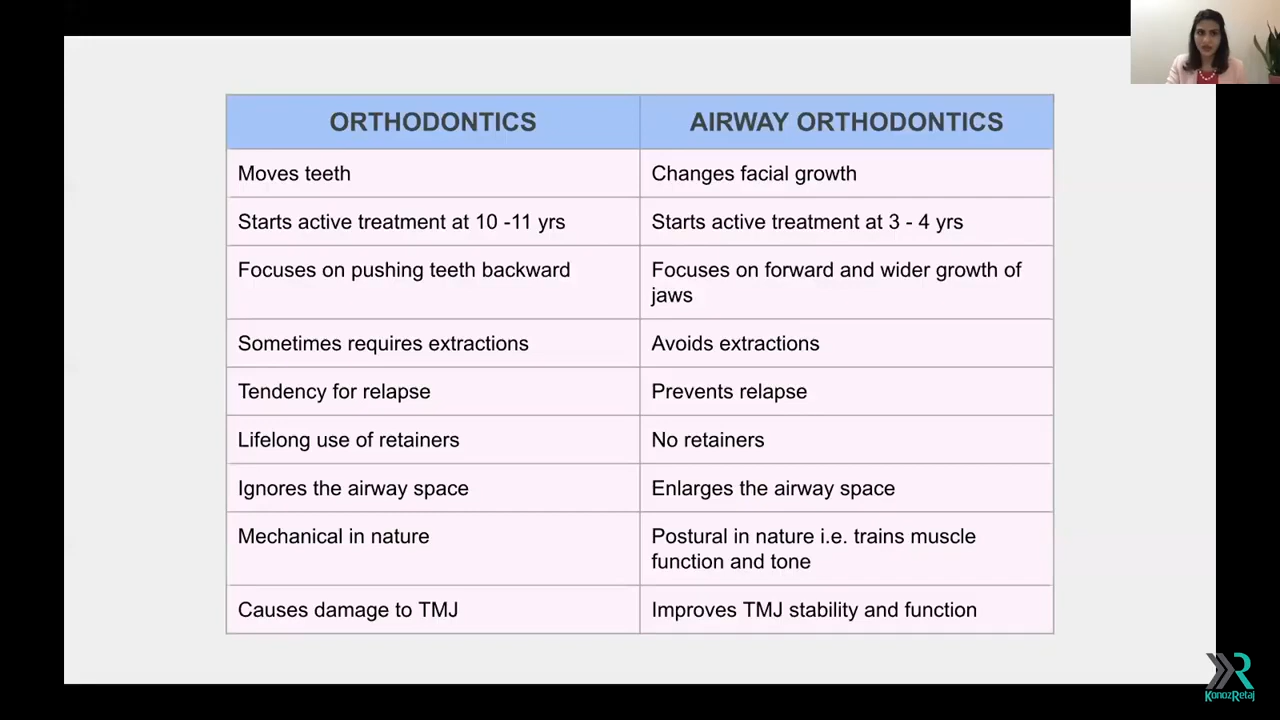 ORTHODONTICS
AIRWAY ORTHODONTICS
Moves teeth
Changes facial growth
Starts active treatment at 10 -11 yrs
Starts active treatment at 3 - 4 yrs
Focuses on pushing teeth backward
Focuses on forward and wider growth of
jaws
Sometimes requires extractions
Avoids extractions
Tendency for relapse
Prevents relapse
Lifelong use of retainers
No retainers
Ignores the airway space
Enlarges the airway space
Mechanical in nature
Postural in nature i.e. trains muscle
function and tone
Causes damage to TMJ
Improves TMJ stability and function
KonozRetaj